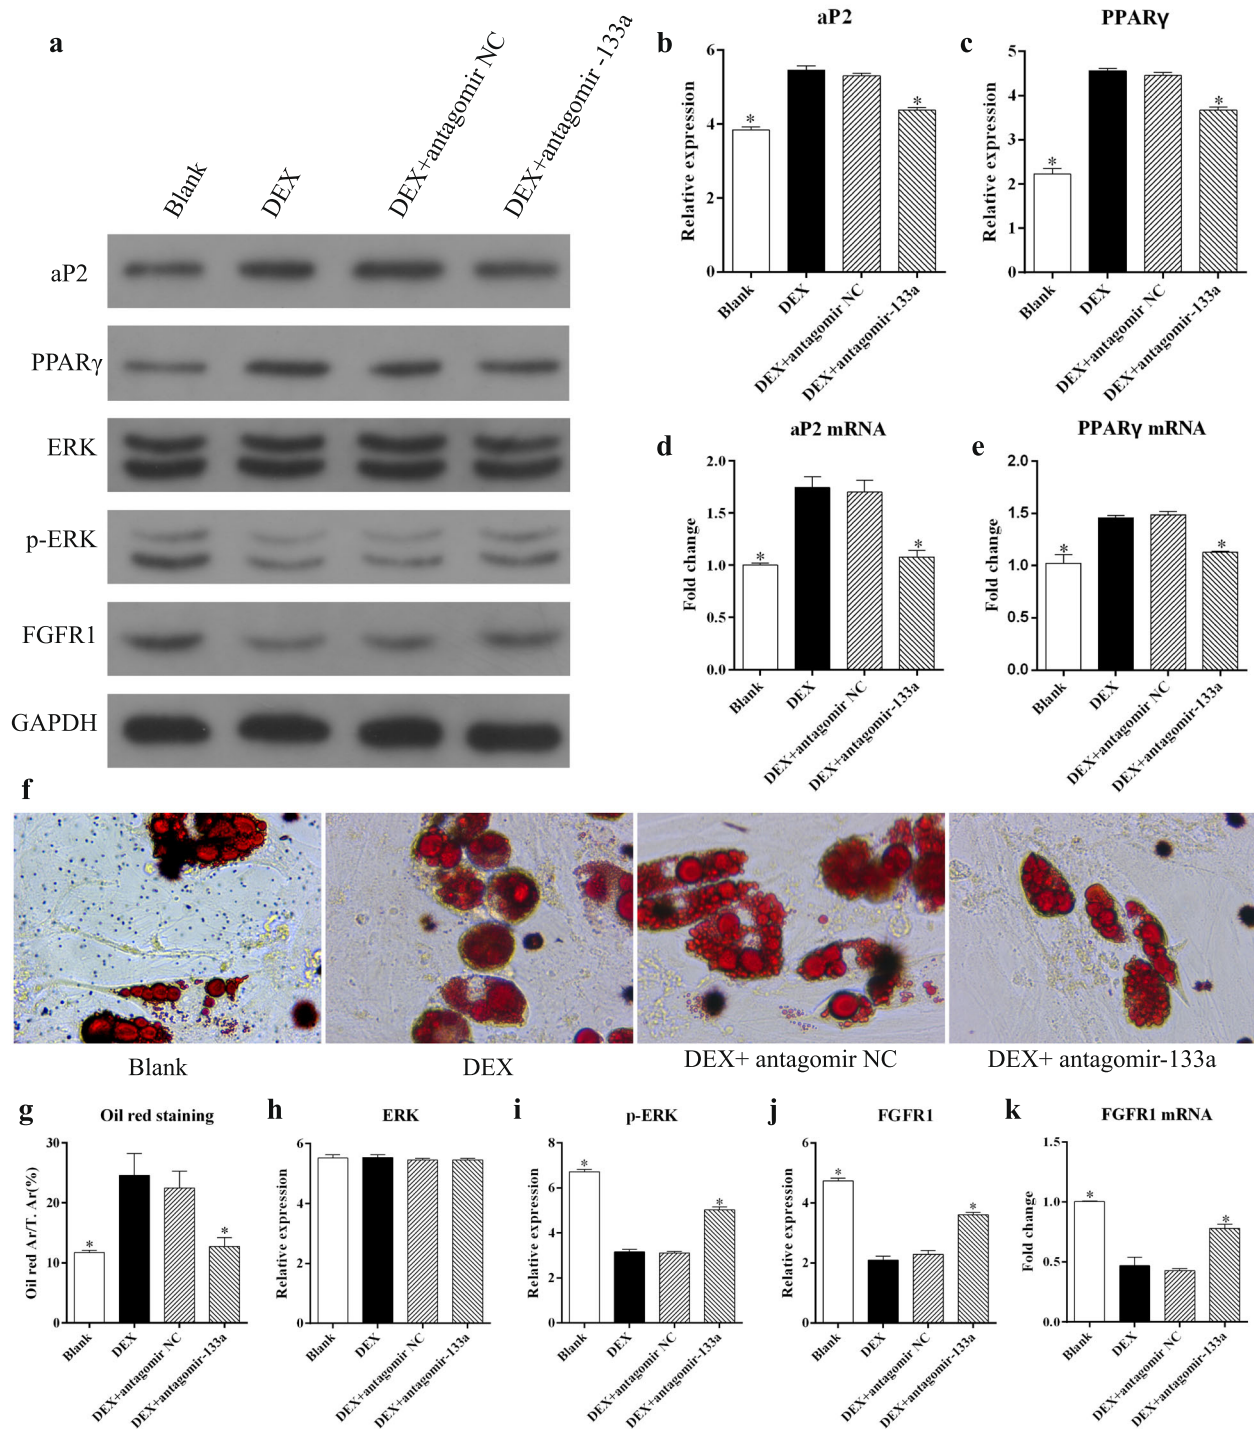 a
Blank
DEX
DEX+antagomir NC
DEX+antagomir -133a
aP2
PPARγ
ERK
p-ERK
FGFR1
GAPDH
b
aP2
Relative expression
6
4
2
0
*
*
Blank
DEX
DEX+antagomir NC
DEX+antagomir-133a
c
PPARγ
Relative expression
5
4
3
2
1
0
*
*
Blank
DEX
DEX+antagomir NC
DEX+antagomir-133a
d
aP2 mRNA
Fold change
2.0
1.5
1.0
0.5
0.0
*
*
Blank
DEX
DEX+antagomir NC
DEX+antagomir-133a
e
PPARγ mRNA
Fold change
2.0
1.5
1.0
0.5
0.0
*
*
Blank
DEX
DEX+antagomir NC
DEX+antagomir-133a
f
Blank
DEX
DEX+ antagomir NC
DEX+ antagomir-133a
g
Oil red staining
Oil red Ar/T. Ar(%)
30
20
10
0
*
*
Blank
DEX
DEX+antagomir NC
DEX+antagomir-133a
h
ERK
Relative expression
6
4
2
0
Blank
DEX
DEX+antagomir NC
DEX+antagomir-133a
i
p-ERK
Relative expression
8
6
4
2
0
*
*
Blank
DEX
DEX+antagomir NC
DEX+antagomir-133a
j
FGFR1
Relative expression
6
4
2
0
*
*
Blank
DEX
DEX+antagomir NC
DEX+antagomir-133a
k
FGFR1 mRNA
Fold change
1.5
1.0
0.5
0.0
*
*
Blank
DEX
DEX+antagomir NC
DEX+antagomir-133a